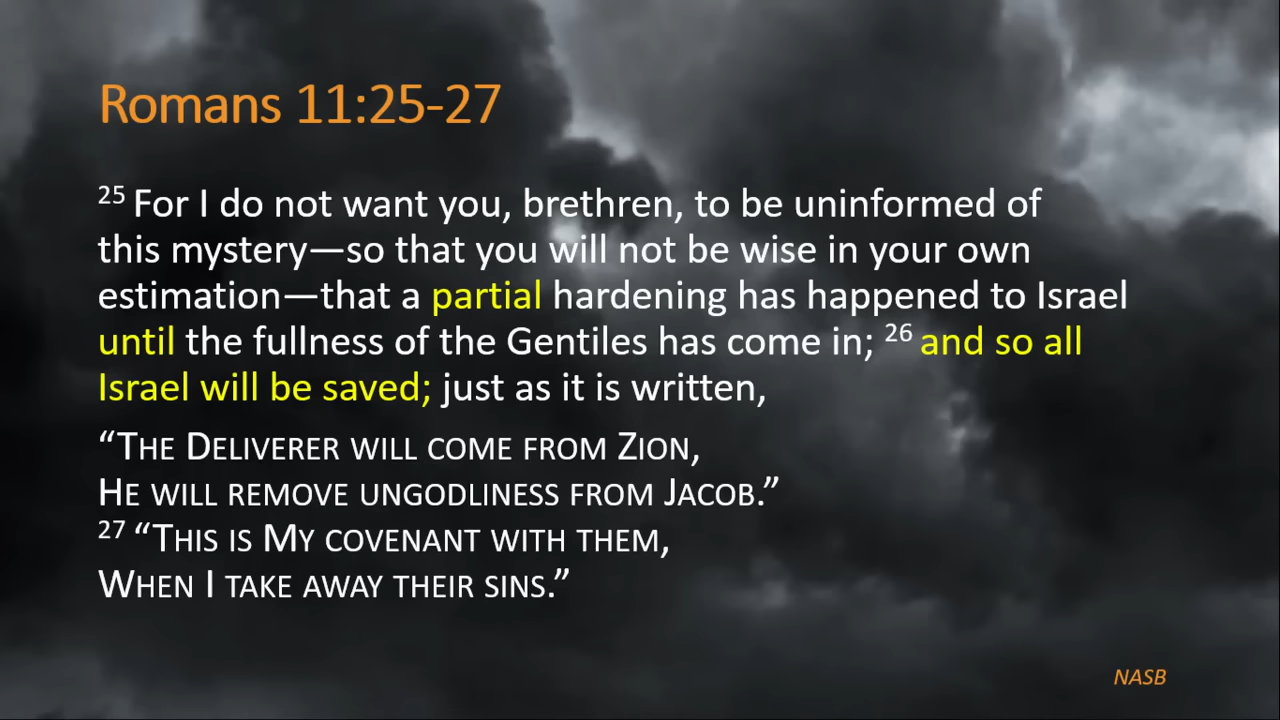 Romans 11:25-27
25 For I do not want you, brethren, to be uninformed of
this mystery—so that you will not be wise in your own
estimation—that a partial hardening has happened to Israel
until the fullness of the Gentiles has come in; 26 and so all
Israel will be saved; just as it is written,
“The Deliverer will come from Zion,
He will remove ungodliness from Jacob.”
27 “This is My covenant with them,
When I take away their sins.”
NASB